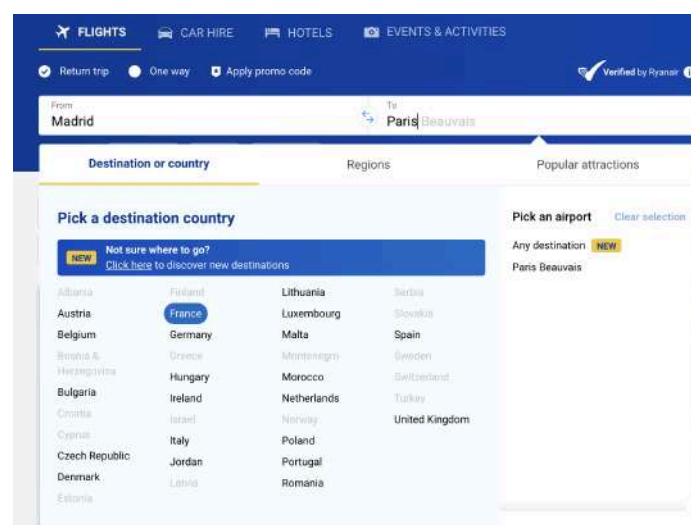 FLIGHTS CAR HIRE HOTELS EVENTS & ACTIVITIES
Return trip One way Apply promo code Verified by Ryanair
From To
Madrid Paris Beauvais
Destination or country Regions Popular attractions
Pick a destination country Pick an airport Clear selection
NEW Not sure where to go?
Click here to discover new destinations
Any destination NEW
Paris Beauvais
Albania Finland Lithuania Serbia
Austria France Luxembourg Slovakia
Belgium Germany Malta Spain
Bosnia & Herzegovina Greece Montenegro Sweden
Hungary Morocco Switzerland
Bulgaria Ireland Netherlands Turkey
Croatia Israel Norway United Kingdom
Cyprus Italy Poland
Czech Republic Jordan Portugal
Denmark Latvia Romania
Estonia